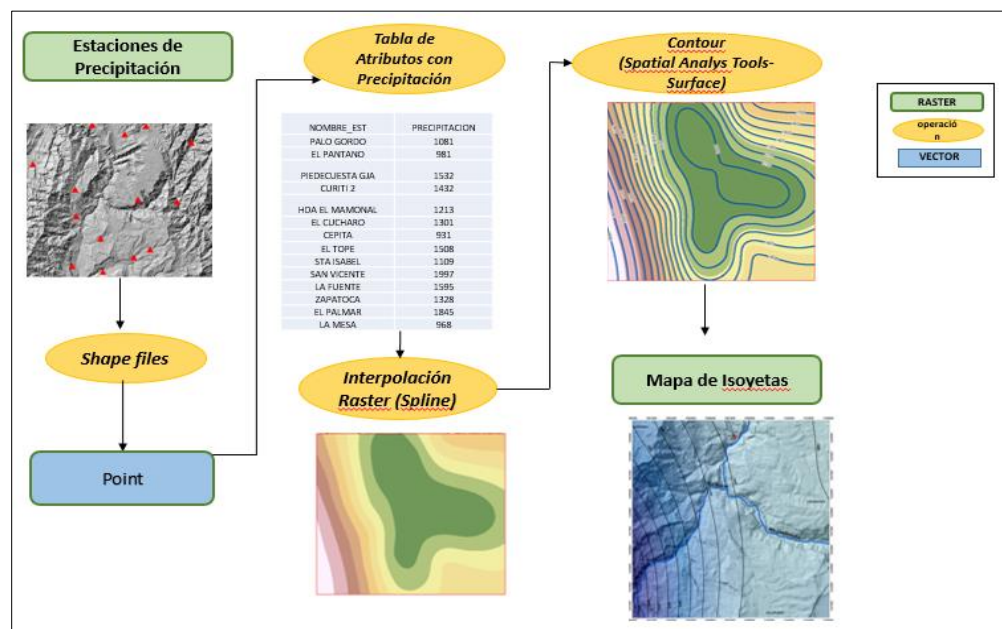 Estaciones de
Precipitación
Shape files
Point
Tabla de
Atributos con
Precipitación
NOMBRE_EST PRECIPITACION
PALO GORDO 1081
EL PANTANO 981
PIEDECUESTA GJA 1532
CURITI 2 1432
HDA EL MAMONAL 1213
EL CUCHARO 1301
CEPITA 931
EL TOPE 1508
STA ISABEL 1109
SAN VICENTE 1997
LA FUENTE 1595
ZAPATOCA 1328
EL PALMAR 1845
LA MESA 968
Interpolación
Raster (Spline)
Contour
(Spatial Analys Tools-
Surface)
Mapa de Isoyetas
RASTER
operació
n
VECTOR